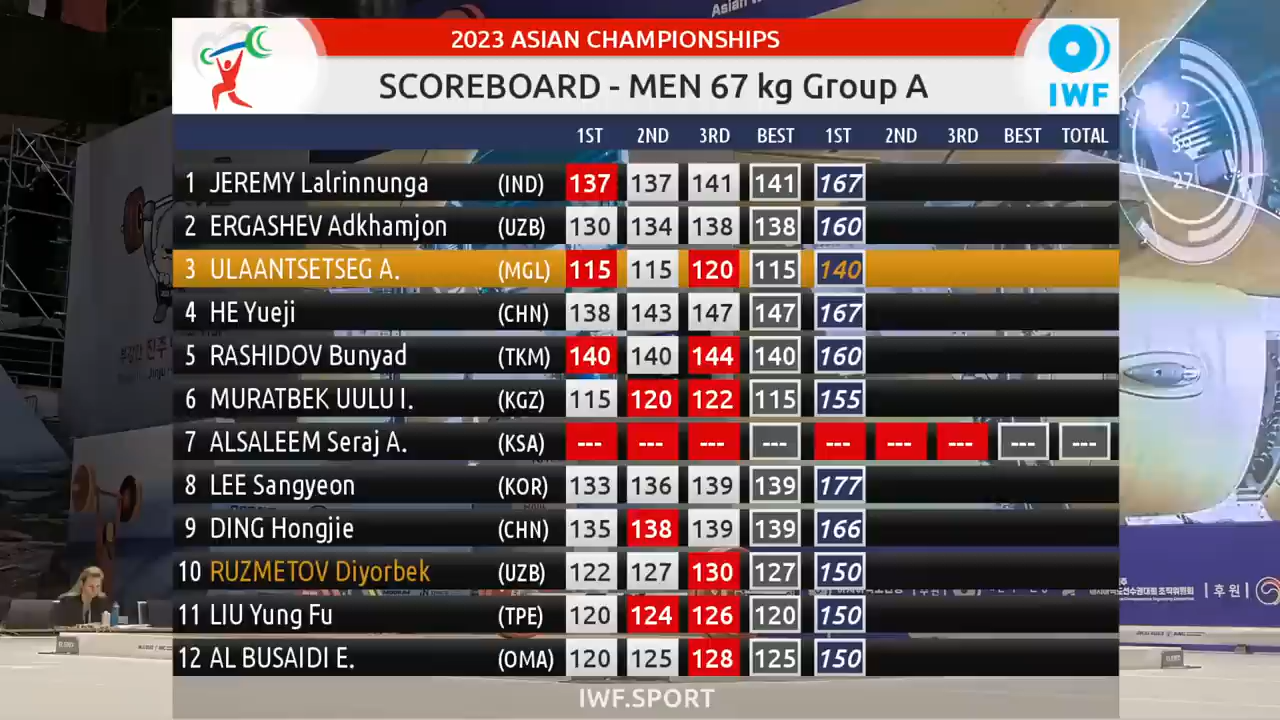 Asian
2023 ASIAN CHAMPIONSHIPS
SCOREBOARD - MEN 67 kg Group A
IWF
1ST 2ND 3RD BEST 1ST 2ND 3RD BEST TOTAL
1 JEREMY Lalrinnunga (IND) 137 137 141 141 167
2 ERGASHEV Adkhamjon (UZB) 130 134 138 138 160
3 ULAANTSETSEG A. (MGL) 115 115 120 115 140
4 HE Yueji (CHN) 138 143 147 147 167
5 RASHIDOV Bunyad (TKM) 140 140 144 140 160
6 MURATBEK UULU I. (KGZ) 115 120 122 115 155
7 ALSALEEM Seraj A. (KSA) --- --- --- --- --- --- --- --- ---
8 LEE Sangyeon (KOR) 133 136 139 139 177
9 DING Hongjie (CHN) 135 138 139 139 166
10 RUZMETOV Diyorbek (UZB) 122 127 130 127 150
11 LIU Yung Fu (TPE) 120 124 126 120 150
12 AL BUSAIDI E. (OMA) 120 125 128 125 150
후원
IWF.SPORT